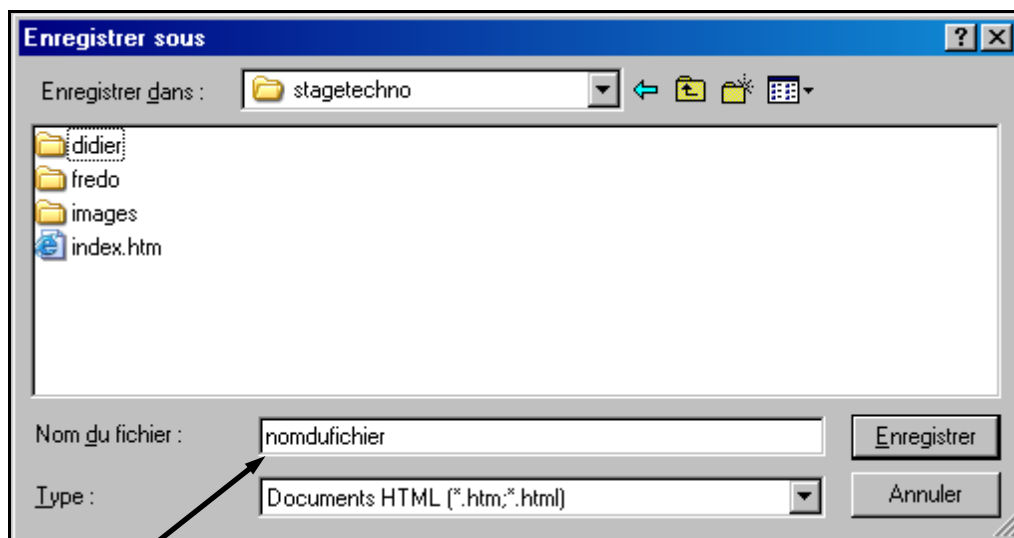 Enregistrer sous
Enregistrer dans : stagetechno
didier
fredo
images
index.htm
Nom du fichier : nomdufichier Enregistrer
Type : Documents HTML (*.htm;*.html) Annuler